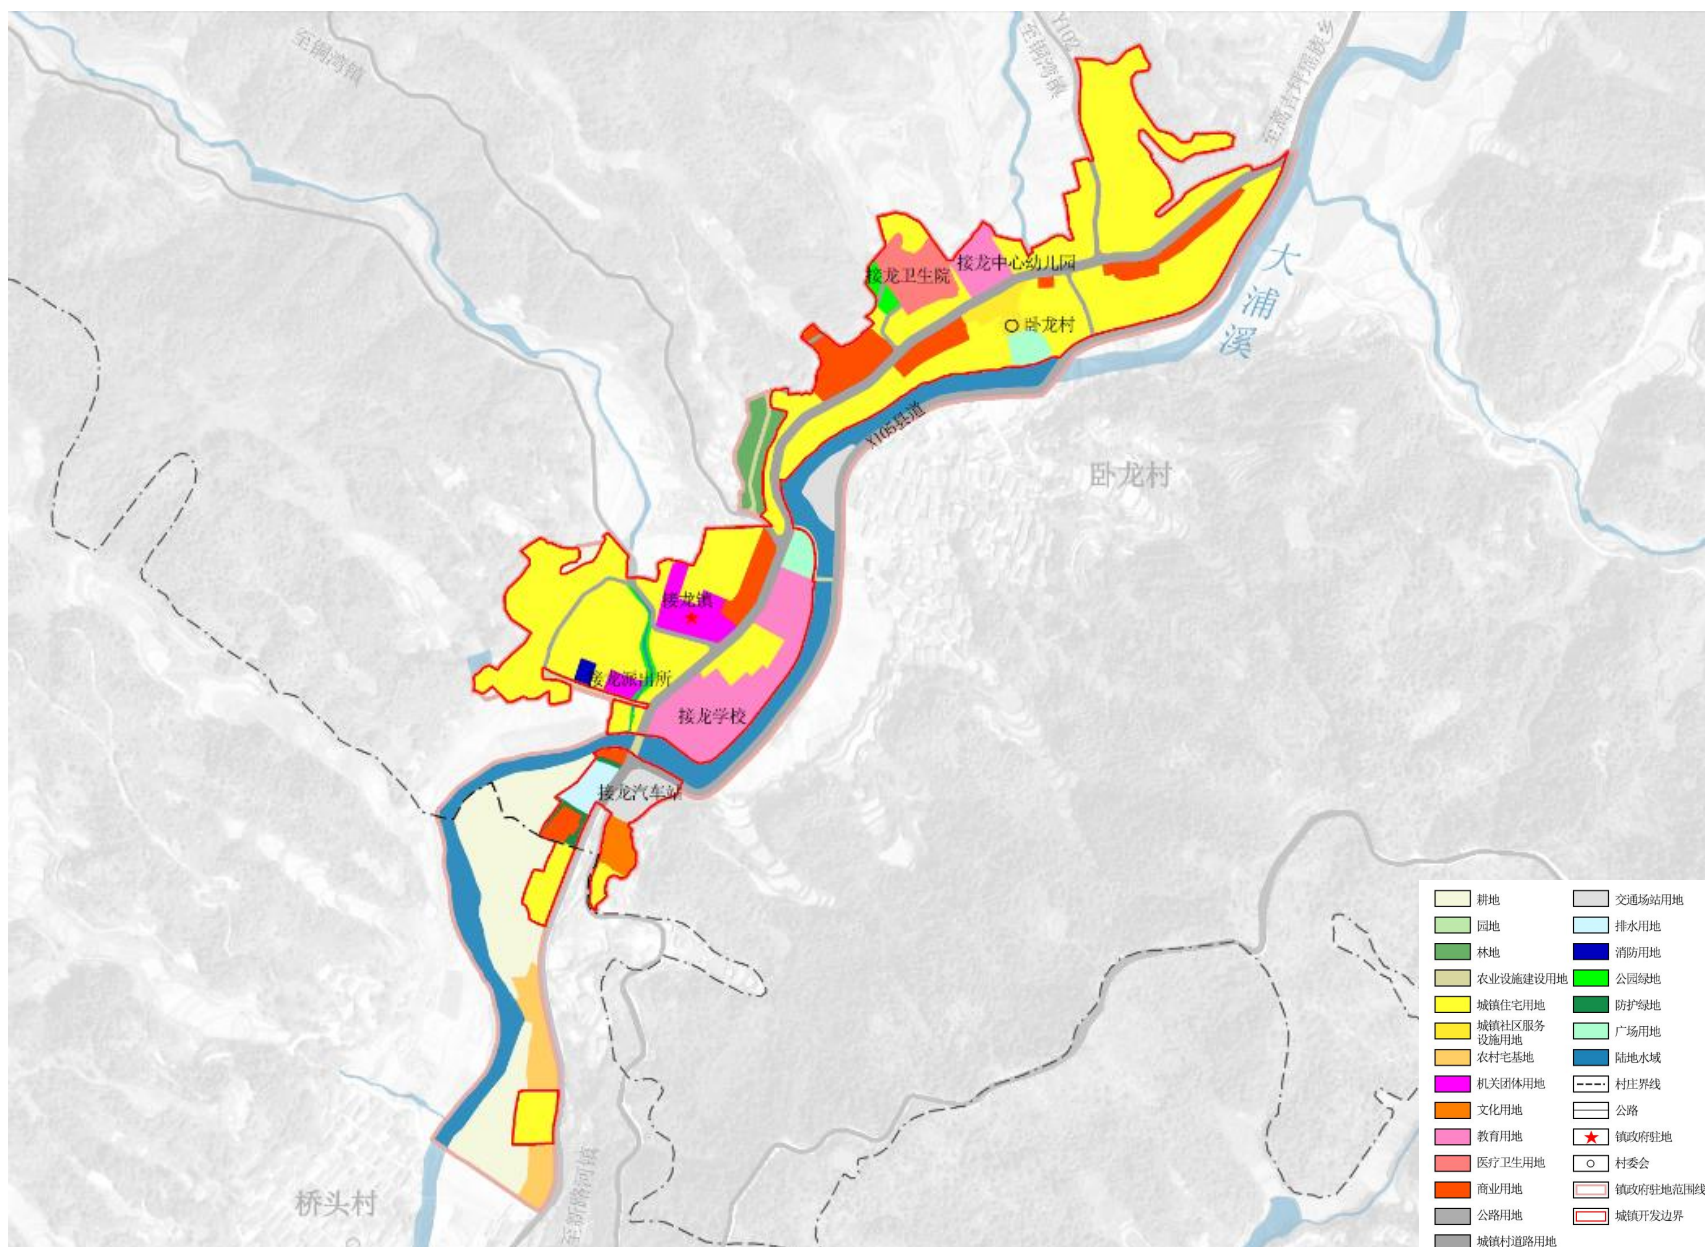 至铜湾镇
Y102
至铜湾镇
至蒿吉坪瑶族乡
大浦溪
接龙中心幼儿园
接龙卫生院
卧龙村
X105县道
卧龙村
接龙镇
接龙派出所
接龙学校
接龙汽车站
桥头村
至新路河镇
耕地
园地
林地
农业设施建设用地
城镇住宅用地
城镇社区服务
设施用地
农村宅基地
机关团体用地
文化用地
教育用地
医疗卫生用地
商业用地
公路用地
城镇村道路用地
交通场站用地
排水用地
消防用地
公园绿地
防护绿地
广场用地
陆地水域
村庄界线
公路
镇政府驻地
村委会
镇政府驻地范围线
城镇开发边界